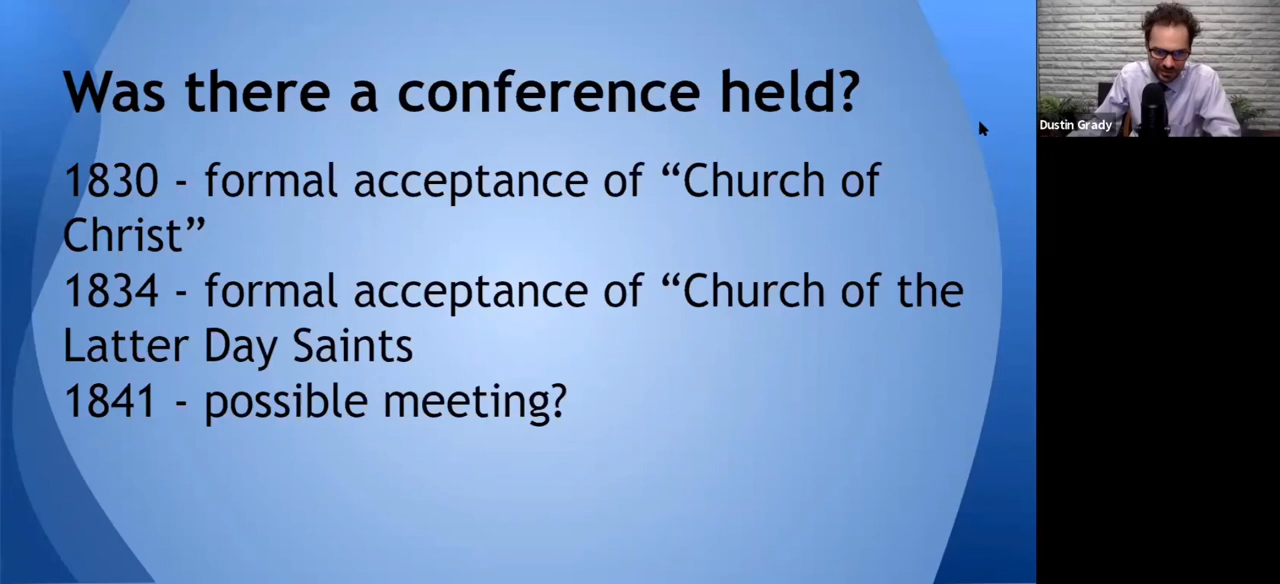 Was there a conference held?
1830 - formal acceptance of “Church of
Christ”
1834 - formal acceptance of “Church of the
Latter Day Saints
1841 - possible meeting?
Dustin Grady